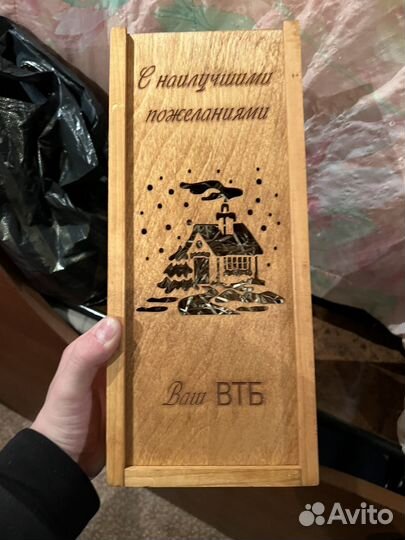 С наилучшими
пожеланиями
Ваш ВТБ
Avito